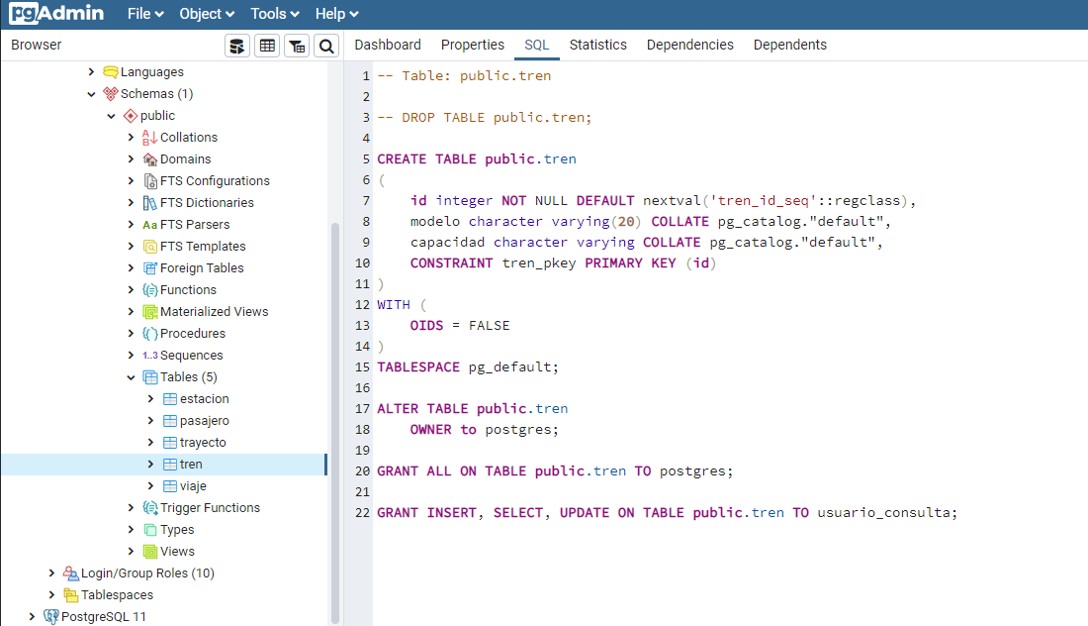 pgAdmin File Object Tools Help
Browser
Dashboard Properties SQL Statistics Dependencies Dependents
Languages
Schemas (1)
public
A↓ Collations
B
Domains
FTS Configurations
FTS Dictionaries
Aa FTS Parsers
FTS Templates
Foreign Tables
Functions
Materialized Views
Procedures
1..3 Sequences
Tables (5)
estacion
pasajero
trayecto
tren
viaje
Trigger Functions
Types
Views
Login/Group Roles (10)
Tablespaces
PostgreSQL 11
1 -- Table: public.tren
2
3 -- DROP TABLE public.tren;
4
5 CREATE TABLE public.tren
6 (
7     id integer NOT NULL DEFAULT nextval('tren_id_seq'::regclass),
8     modelo character varying(20) COLLATE pg_catalog."default",
9     capacidad character varying COLLATE pg_catalog."default",
10     CONSTRAINT tren_pkey PRIMARY KEY (id)
11 )
12 WITH (
13     OIDS = FALSE
14 )
15 TABLESPACE pg_default;
16
17 ALTER TABLE public.tren
18     OWNER to postgres;
19
20 GRANT ALL ON TABLE public.tren TO postgres;
21
22 GRANT INSERT, SELECT, UPDATE ON TABLE public.tren TO usuario_consulta;